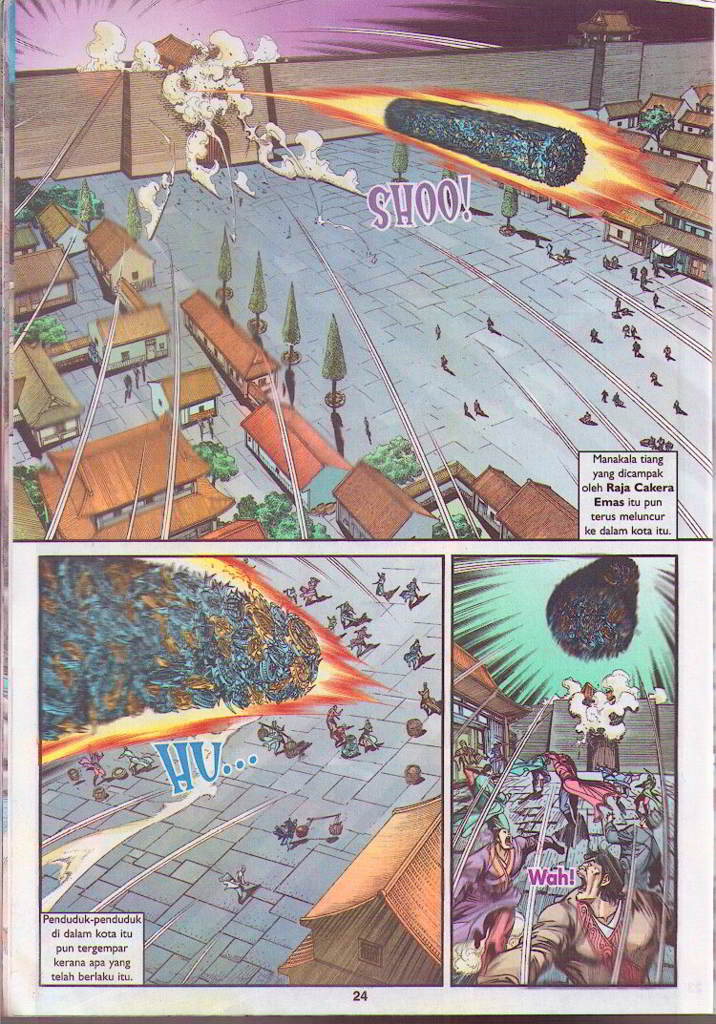 SHOO!
Manakala tiang
yang dicampak
oleh Raja Cakera
Emas itu pun
terus meluncur
ke dalam kota itu.
HU...
Penduduk-penduduk
di dalam kota itu
pun tergempar
kerana apa yang
telah berlaku itu.
Wah!
24